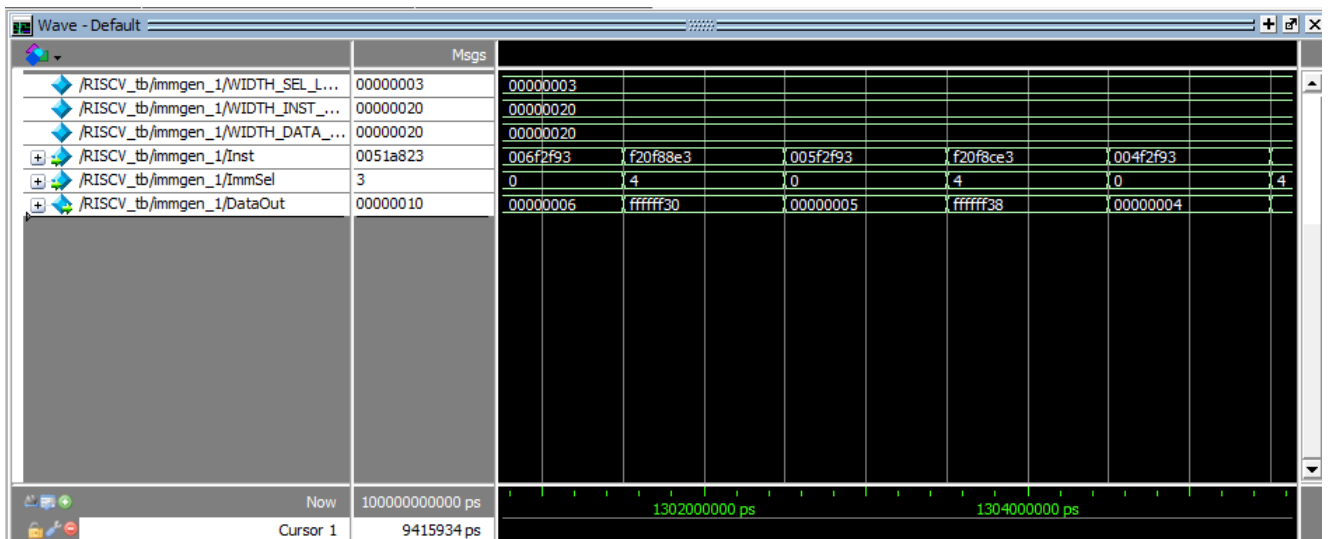 Wave - Default
Msgs
/RISCV_tb/immgen_1/WIDTH_SEL_L... 00000003 00000003
/RISCV_tb/immgen_1/WIDTH_INST_... 00000020 00000020
/RISCV_tb/immgen_1/WIDTH_DATA_... 00000020 00000020
/RISCV_tb/immgen_1/Inst 0051a823 006f2f93 f20f88e3 005f2f93 f20f8ce3 004f2f93
/RISCV_tb/immgen_1/ImmSel 3 0 4 0 4 0 4
/RISCV_tb/immgen_1/DataOut 00000010 00000006 ffffff30 00000005 ffffff38 00000004
Now 100000000000 ps 1302000000 ps 1304000000 ps
Cursor 1 9415934 ps